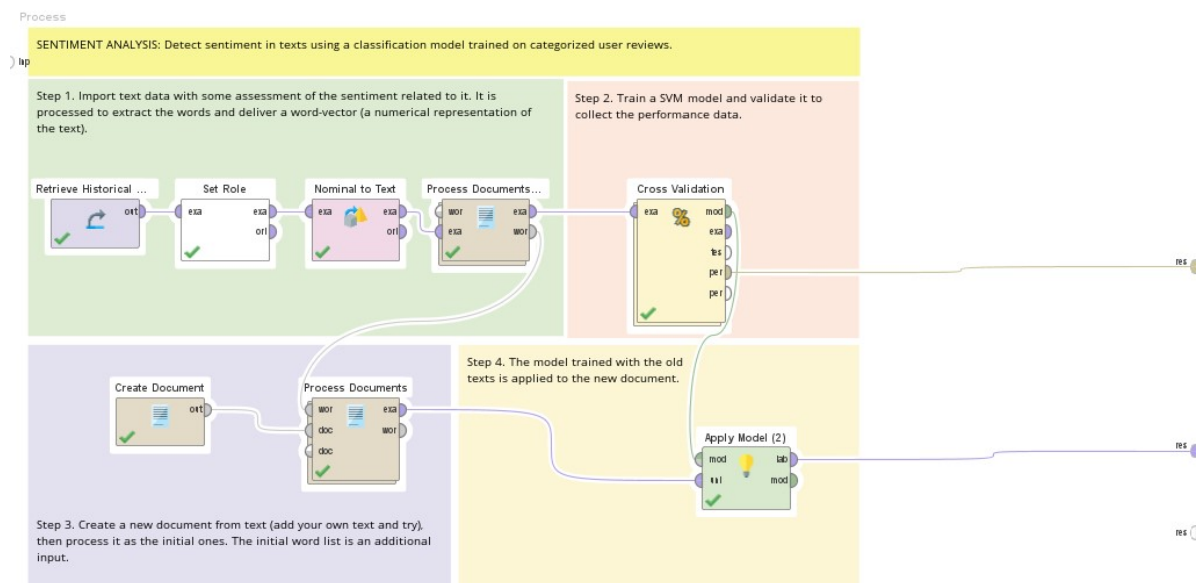 Process
SENTIMENT ANALYSIS: Detect sentiment in texts using a classification model trained on categorized user reviews.
inp
Step 1. Import text data with some assessment of the sentiment related to it. It is
processed to extract the words and deliver a word-vector (a numerical representation of
the text).
Step 2. Train a SVM model and validate it to
collect the performance data.
Retrieve Historical ...
out
Set Role
exa exa
ori
Nominal to Text
exa exa
ori
Process Documents...
wor exa
exa wor
Cross Validation
exa mod
exa
tes
per
per
res
Step 4. The model trained with the old
texts is applied to the new document.
Create Document
out
Process Documents
wor exa
doc wor
doc
Apply Model (2)
mod lab
unl mod
res
Step 3. Create a new document from text (add your own text and try),
then process it as the initial ones. The initial word list is an additional
input.
res